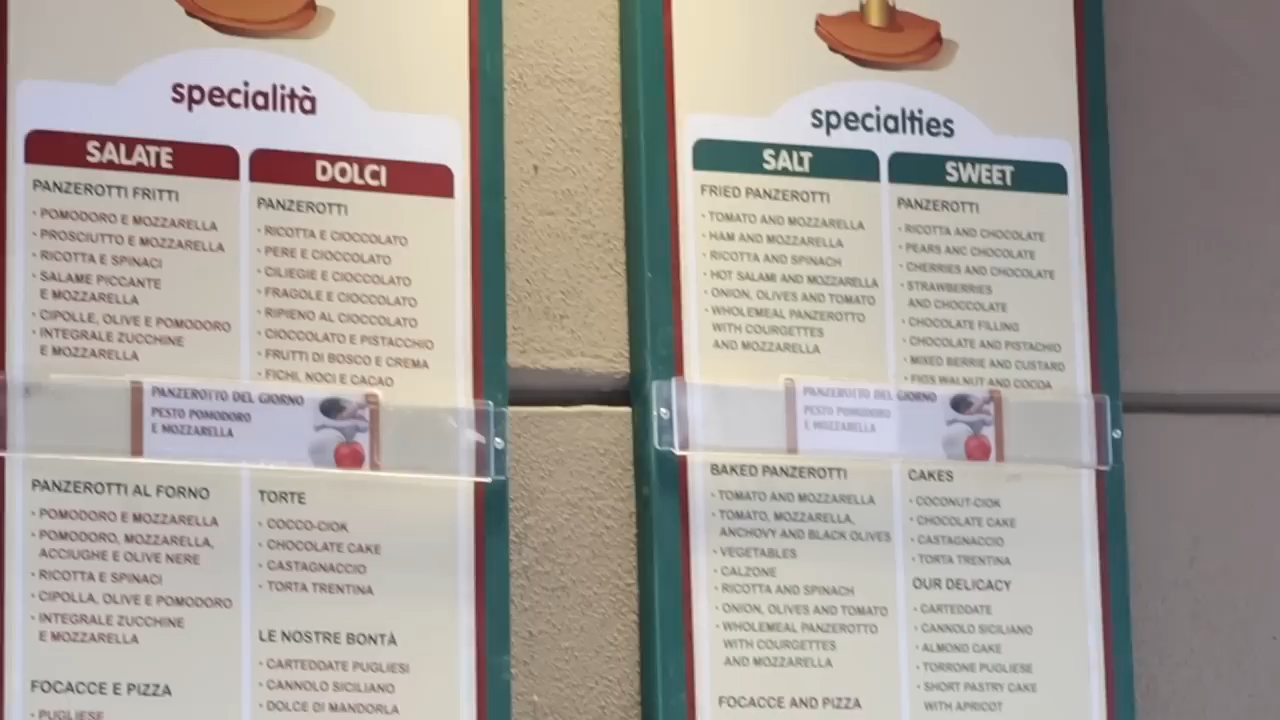 specialità
SALATE
PANZEROTTI FRITTI
· POMODORO E MOZZARELLA
· PROSCIUTTO E MOZZARELLA
· RICOTTA E SPINACI
· SALAME PICCANTE
E MOZZARELLA
· CIPOLLE, OLIVE E POMODORO
· INTEGRALE ZUCCHINE
E MOZZARELLA
DOLCI
PANZEROTTI
· RICOTTA E CIOCCOLATO
· PERE E CIOCCOLATO
· CILIEGIE E CIOCCOLATO
· FRAGOLE E CIOCCOLATO
· RIPIENO AL CIOCCOLATO
· CIOCCOLATO E PISTACCHIO
· FRUTTI DI BOSCO E CREMA
· FICHI, NOCI E CACAO
PANZEROTTO DEL GIORNO
PESTO POMODORO
E MOZZARELLA
PANZEROTTI AL FORNO
· POMODORO E MOZZARELLA
· POMODORO, MOZZARELLA,
ACCIUGHE E OLIVE NERE
· RICOTTA E SPINACI
· CIPOLLA, OLIVE E POMODORO
· INTEGRALE ZUCCHINE
E MOZZARELLA
FOCACCE E PIZZA
· PUGLIESE
TORTE
· COCCO-CIOK
· CHOCOLATE CAKE
· CASTAGNACCIO
· TORTA TRENTINA
LE NOSTRE BONTÀ
· CARTEDDATE PUGLIESI
· CANNOLO SICILIANO
· DOLCE DI MANDORLA
specialties
SALT
FRIED PANZEROTTI
· TOMATO AND MOZZARELLA
· HAM AND MOZZARELLA
· RICOTTA AND SPINACH
· HOT SALAMI AND MOZZARELLA
· ONION, OLIVES AND TOMATO
· WHOLEMEAL PANZEROTTO
WITH COURGETTES
AND MOZZARELLA
SWEET
PANZEROTTI
· RICOTTA AND CHOCOLATE
· PEARS ANC CHOCOLATE
· CHERRIES AND CHOCOLATE
· STRAWBERRIES
AND CHOCCOLATE
· CHOCOLATE FILLING
· CHOCOLATE AND PISTACHIO
· MIXED BERRIE AND CUSTARD
· FIGS WALNUT AND COCOA
PANZEROTTO DEL GIORNO
PESTO POMODORO
E MOZZARELLA
BAKED PANZEROTTI
· TOMATO AND MOZZARELLA
· TOMATO, MOZZARELLA,
ANCHOVY AND BLACK OLIVES
· VEGETABLES
· CALZONE
· RICOTTA AND SPINACH
· ONION, OLIVES AND TOMATO
· WHOLEMEAL PANZEROTTO
WITH COURGETTES
AND MOZZARELLA
FOCACCE AND PIZZA
CAKES
· COCONUT-CIOK
· CHOCOLATE CAKE
· CASTAGNACCIO
· TORTA TRENTINA
OUR DELICACY
· CARTEDDATE
· CANNOLO SICILIANO
· ALMOND CAKE
· TORRONE PUGLIESE
· SHORT PASTRY CAKE
WITH APRICOT